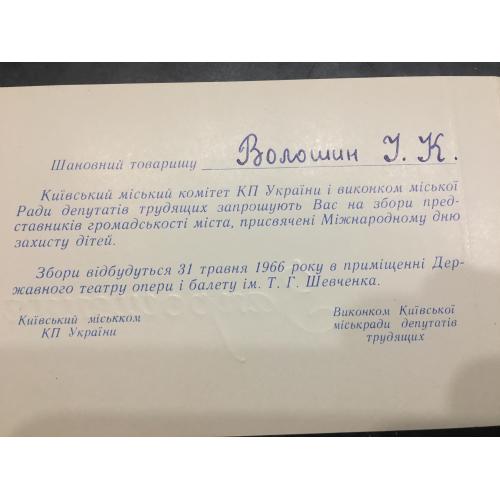 Шановний товаришу Волошин І. К.
Київський міський комітет КП України і виконком міської
Ради депутатів трудящих запрошують Вас на збори пред-
ставників громадськості міста, присвячені Міжнародному дню
захисту дітей.
Збори відбудуться 31 травня 1966 року в приміщенні Дер-
жавного театру опери і балету ім. Т. Г. Шевченка.
Київський міськком
КП України
Виконком Київської
міськради депутатів
трудящих